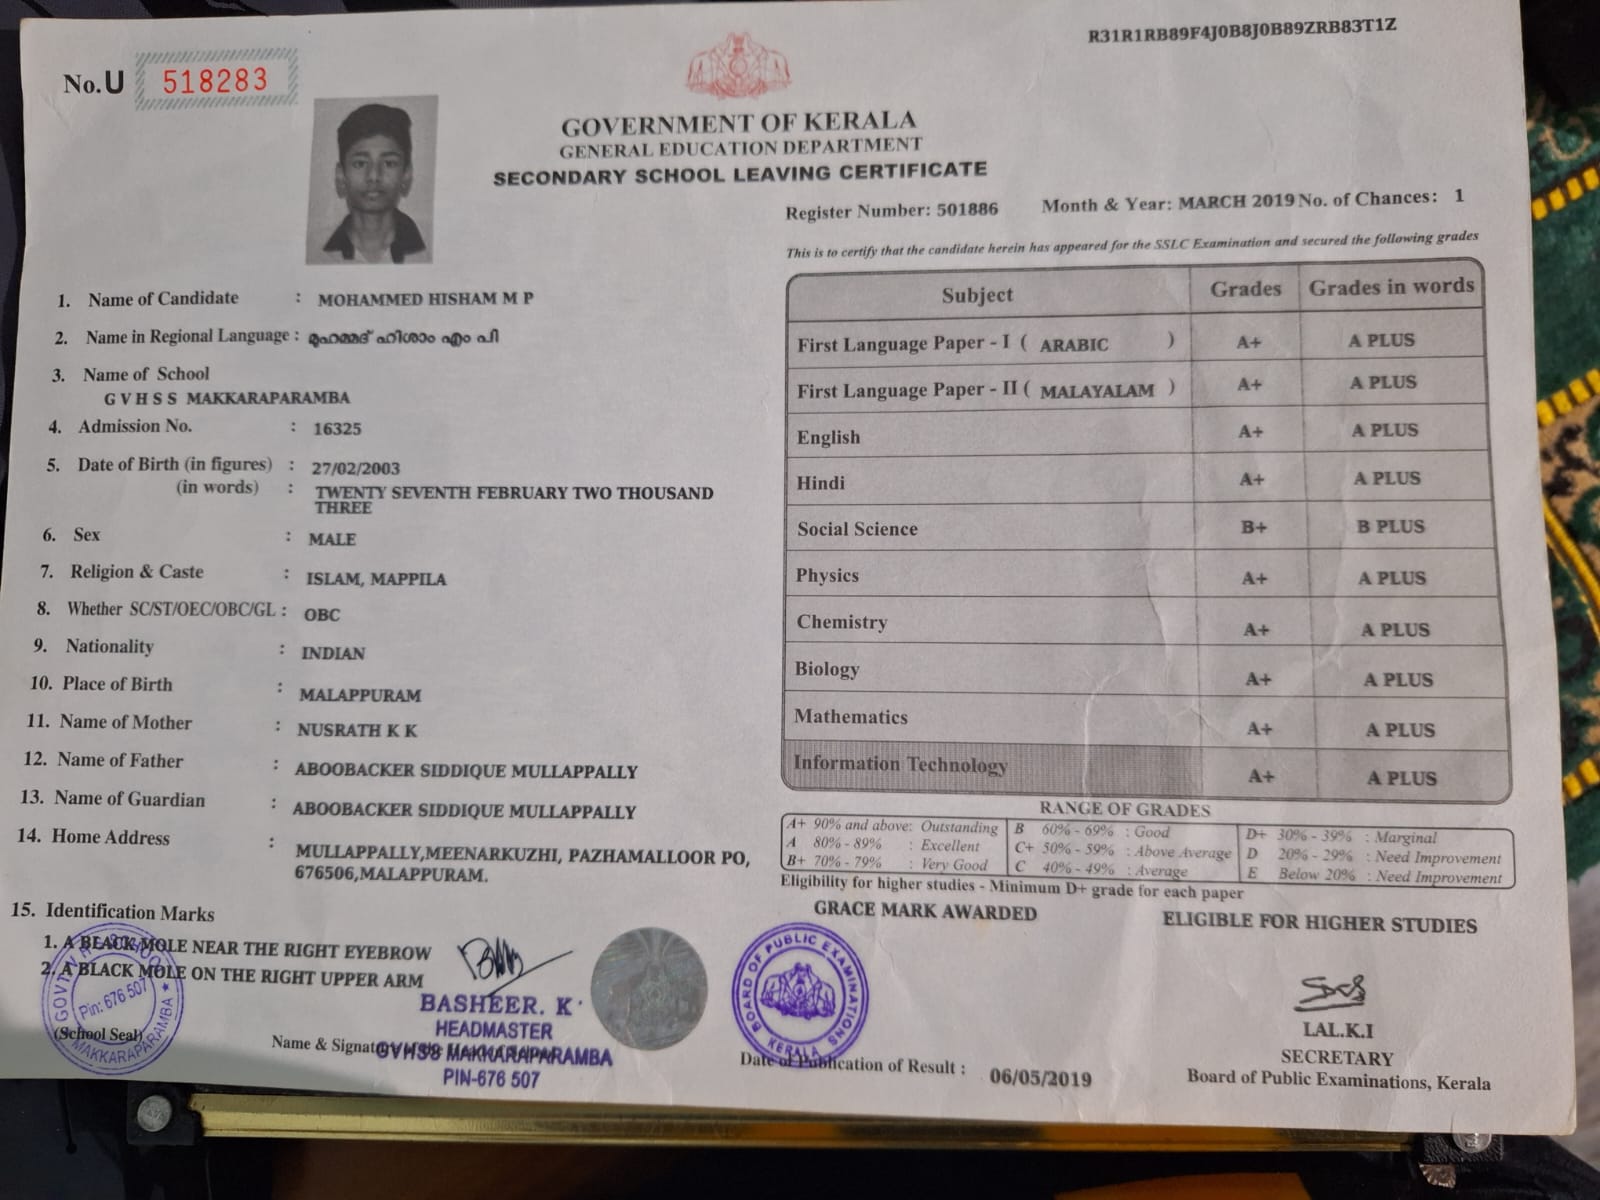 R31R1RB89F4J0B8J0B89ZRB83T1Z
No.U 518283
GOVERNMENT OF KERALA
GENERAL EDUCATION DEPARTMENT
SECONDARY SCHOOL LEAVING CERTIFICATE
Register Number: 501886 Month & Year: MARCH 2019 No. of Chances: 1
This is to certify that the candidate herein has appeared for the SSLC Examination and secured the following grades
1. Name of Candidate : MOHAMMED HISHAM M P
2. Name in Regional Language : മുഹമ്മദ് ഹിശാം എം പി
3. Name of School
G V H S S MAKKARAPARAMBA
4. Admission No. : 16325
5. Date of Birth (in figures) : 27/02/2003
(in words) : TWENTY SEVENTH FEBRUARY TWO THOUSAND
THREE
6. Sex : MALE
7. Religion & Caste : ISLAM, MAPPILA
8. Whether SC/ST/OEC/OBC/GL : OBC
9. Nationality : INDIAN
10. Place of Birth : MALAPPURAM
11. Name of Mother : NUSRATH K K
12. Name of Father : ABOOBACKER SIDDIQUE MULLAPPALLY
13. Name of Guardian : ABOOBACKER SIDDIQUE MULLAPPALLY
14. Home Address : MULLAPPALLY,MEENARKUZHI, PAZHAMALLOOR PO,
676506,MALAPPURAM.
15. Identification Marks
1. A BLACK MOLE NEAR THE RIGHT EYEBROW
2. A BLACK MOLE ON THE RIGHT UPPER ARM
Pin: 676 507
MAKKARAPARAMBA
(School Seal)
BASHEER. K
HEADMASTER
Name & Signat
GVHSS MAKKARAPARAMBA
PIN-676 507
Subject Grades Grades in words
First Language Paper - I ( ARABIC ) A+ A PLUS
First Language Paper - II ( MALAYALAM ) A+ A PLUS
English A+ A PLUS
Hindi A+ A PLUS
Social Science B+ B PLUS
Physics A+ A PLUS
Chemistry A+ A PLUS
Biology A+ A PLUS
Mathematics A+ A PLUS
Information Technology A+ A PLUS
RANGE OF GRADES
A+ 90% and above: Outstanding B 60% - 69% : Good D+ 30% - 39% : Marginal
A 80% - 89% : Excellent C+ 50% - 59% : Above Average D 20% - 29% : Need Improvement
B+ 70% - 79% : Very Good C 40% - 49% : Average E Below 20% : Need Improvement
Eligibility for higher studies - Minimum D+ grade for each paper
GRACE MARK AWARDED
ELIGIBLE FOR HIGHER STUDIES
BOARD OF PUBLIC EXAMINATIONS
KERALA
Date of Publication of Result : 06/05/2019
LAL.K.I
SECRETARY
Board of Public Examinations, Kerala